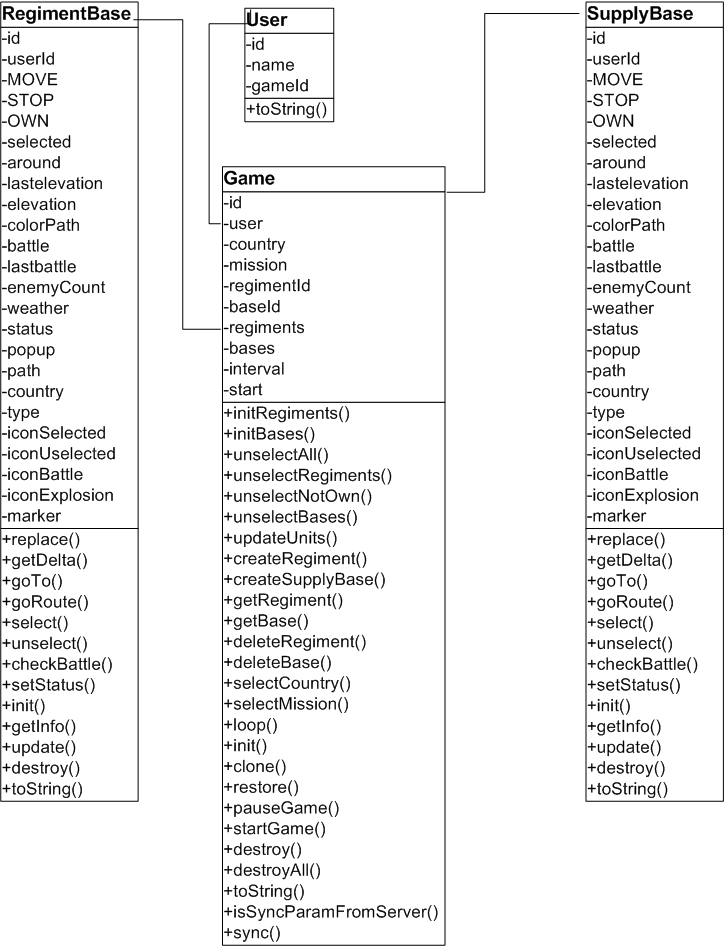 RegimentBase
-id
-userId
-MOVE
-STOP
-OWN
-selected
-around
-lastelevation
-elevation
-colorPath
-battle
-lastbattle
-enemyCount
-weather
-status
-popup
-path
-country
-type
-iconSelected
-iconUselected
-iconBattle
-iconExplosion
-marker
+replace()
+getDelta()
+goTo()
+goRoute()
+select()
+unselect()
+checkBattle()
+setStatus()
+init()
+getInfo()
+update()
+destroy()
+toString()
User
-id
-name
-gameId
+toString()
Game
-id
-user
-country
-mission
-regimentId
-baseId
-regiments
-bases
-interval
-start
+initRegiments()
+initBases()
+unselectAll()
+unselectRegiments()
+unselectNotOwn()
+unselectBases()
+updateUnits()
+createRegiment()
+createSupplyBase()
+getRegiment()
+getBase()
+deleteRegiment()
+deleteBase()
+selectCountry()
+selectMission()
+loop()
+init()
+clone()
+restore()
+pauseGame()
+startGame()
+destroy()
+destroyAll()
+toString()
+isSyncParamFromServer()
+sync()
SupplyBase
-id
-userId
-MOVE
-STOP
-OWN
-selected
-around
-lastelevation
-elevation
-colorPath
-battle
-lastbattle
-enemyCount
-weather
-status
-popup
-path
-country
-type
-iconSelected
-iconUselected
-iconBattle
-iconExplosion
-marker
+replace()
+getDelta()
+goTo()
+goRoute()
+select()
+unselect()
+checkBattle()
+setStatus()
+init()
+getInfo()
+update()
+destroy()
+toString()